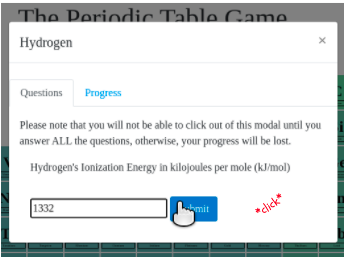 The Periodic Table Game
Hydrogen ×
Questions Progress
Please note that you will not be able to click out of this modal until you
answer ALL the questions, otherwise, your progress will be lost.
Hydrogen's Ionization Energy in kilojoules per mole (kJ/mol)
1332 Submit *click*